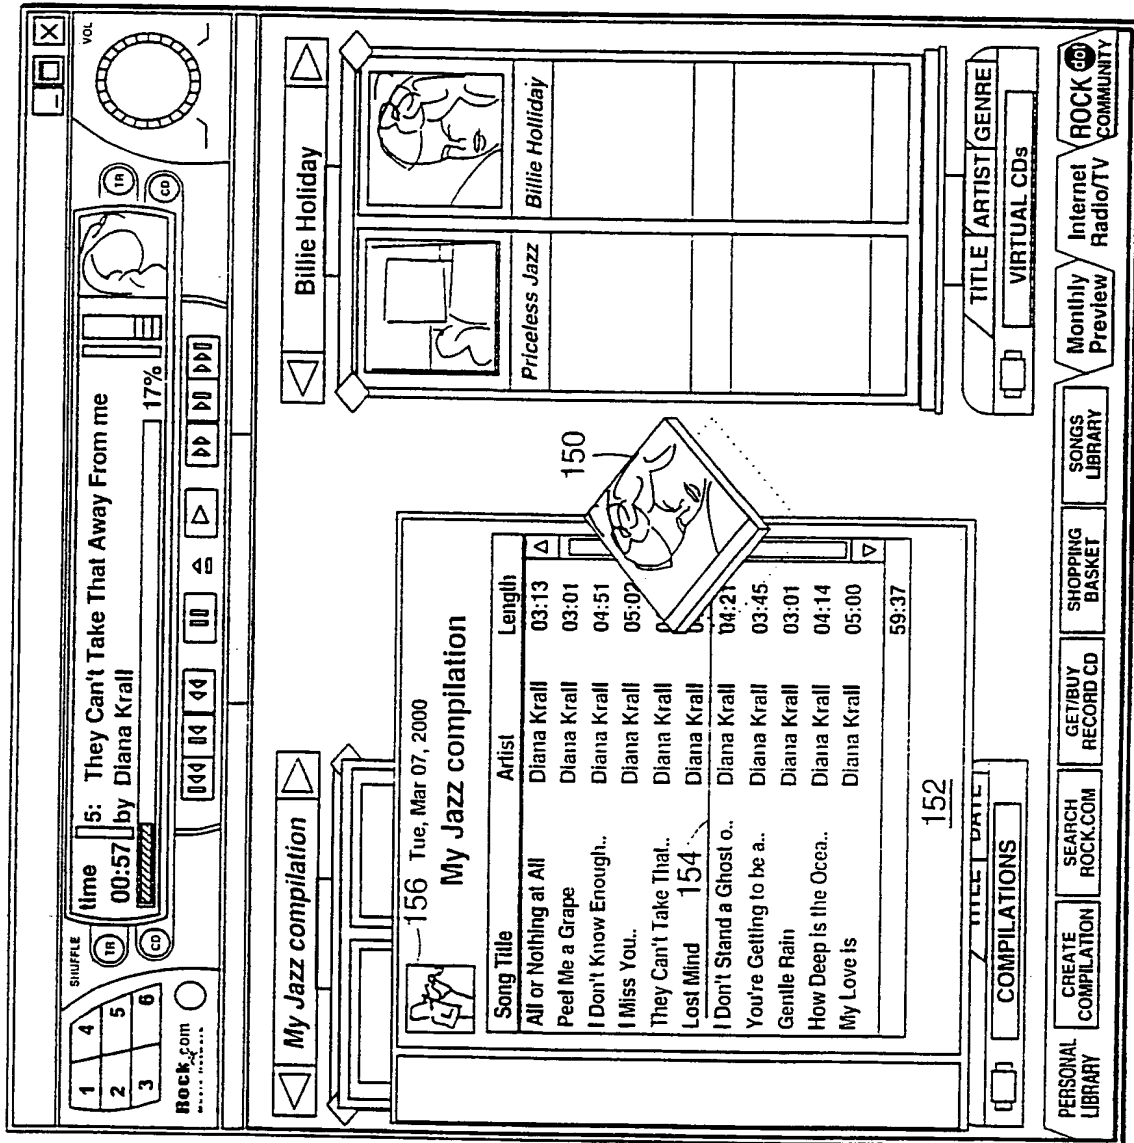 1 4
2 5
3 6
Rock.com
SHUFFLE
TR
CD
time 5: They Can't Take That Away From me
00:57 by Diana Krall
17%
TR
CD
VOL
My Jazz compilation
Billie Holiday
156 Tue, Mar 07, 2000
My Jazz compilation
Song Title Artist Length
All or Nothing at All Diana Krall 03:13
Peel Me a Grape Diana Krall 03:01
I Don't Know Enough.. Diana Krall 04:51
I Miss You.. Diana Krall 05:02
They Can't Take That.. Diana Krall
Lost Mind 154 Diana Krall
I Don't Stand a Ghost o.. Diana Krall 04:21
You're Getting to be a.. Diana Krall 03:45
Gentle Rain Diana Krall 03:01
How Deep Is the Ocea.. Diana Krall 04:14
My Love is Diana Krall 05:00
59:37
150
152
Priceless Jazz
Billie Holliday
TITLE DATE
COMPILATIONS
TITLE ARTIST GENRE
VIRTUAL CDs
PERSONAL LIBRARY
CREATE COMPILATION
SEARCH ROCK.COM
GET/BUY RECORD CD
SHOPPING BASKET
SONGS LIBRARY
Monthly Preview
Internet Radio/TV
ROCK dot COMMUNITY